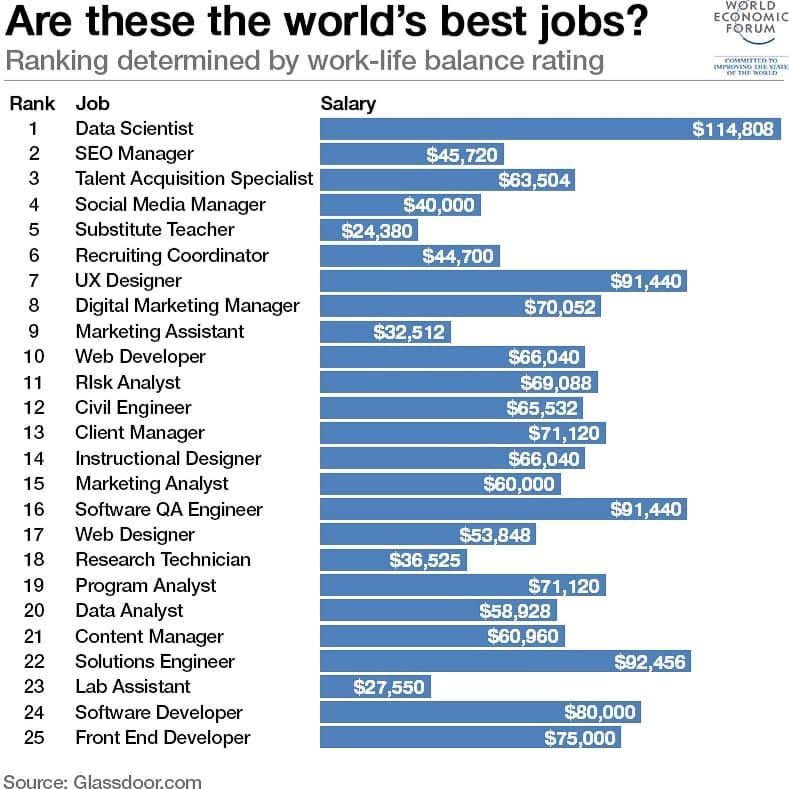 Are these the world's best jobs?
Ranking determined by work-life balance rating
WORLD
ECONOMIC
FORUM
COMMITTED TO
IMPROVING THE STATE
OF THE WORLD
Rank Job Salary
1 Data Scientist $114,808
2 SEO Manager $45,720
3 Talent Acquisition Specialist $63,504
4 Social Media Manager $40,000
5 Substitute Teacher $24,380
6 Recruiting Coordinator $44,700
7 UX Designer $91,440
8 Digital Marketing Manager $70,052
9 Marketing Assistant $32,512
10 Web Developer $66,040
11 RIsk Analyst $69,088
12 Civil Engineer $65,532
13 Client Manager $71,120
14 Instructional Designer $66,040
15 Marketing Analyst $60,000
16 Software QA Engineer $91,440
17 Web Designer $53,848
18 Research Technician $36,525
19 Program Analyst $71,120
20 Data Analyst $58,928
21 Content Manager $60,960
22 Solutions Engineer $92,456
23 Lab Assistant $27,550
24 Software Developer $80,000
25 Front End Developer $75,000
Source: Glassdoor.com